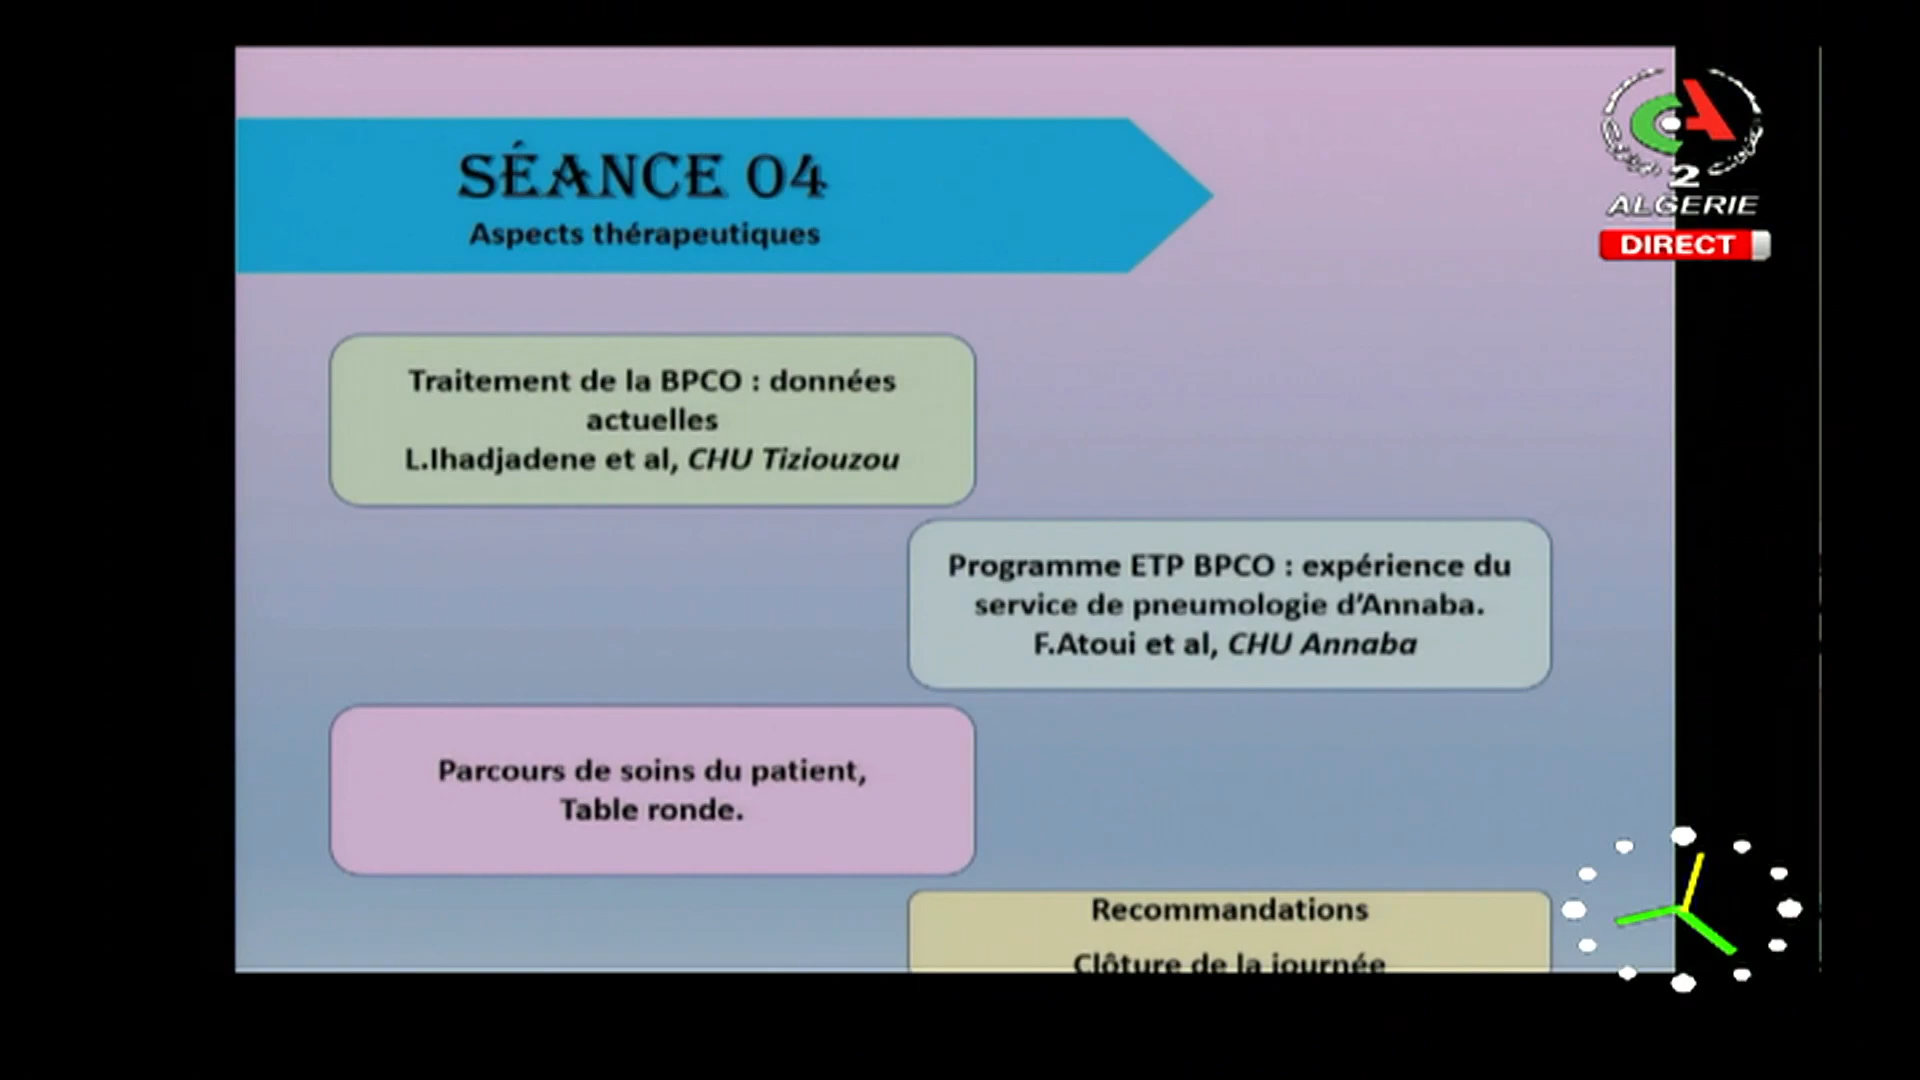 SÉANCE 04
Aspects thérapeutiques
Traitement de la BPCO : données
actuelles
L.Ihadjadene et al, CHU Tiziouzou
Programme ETP BPCO : expérience du
service de pneumologie d'Annaba.
F.Atoui et al, CHU Annaba
Parcours de soins du patient,
Table ronde.
Recommandations
Clôture de la journée
CA
2
ALGERIE
DIRECT